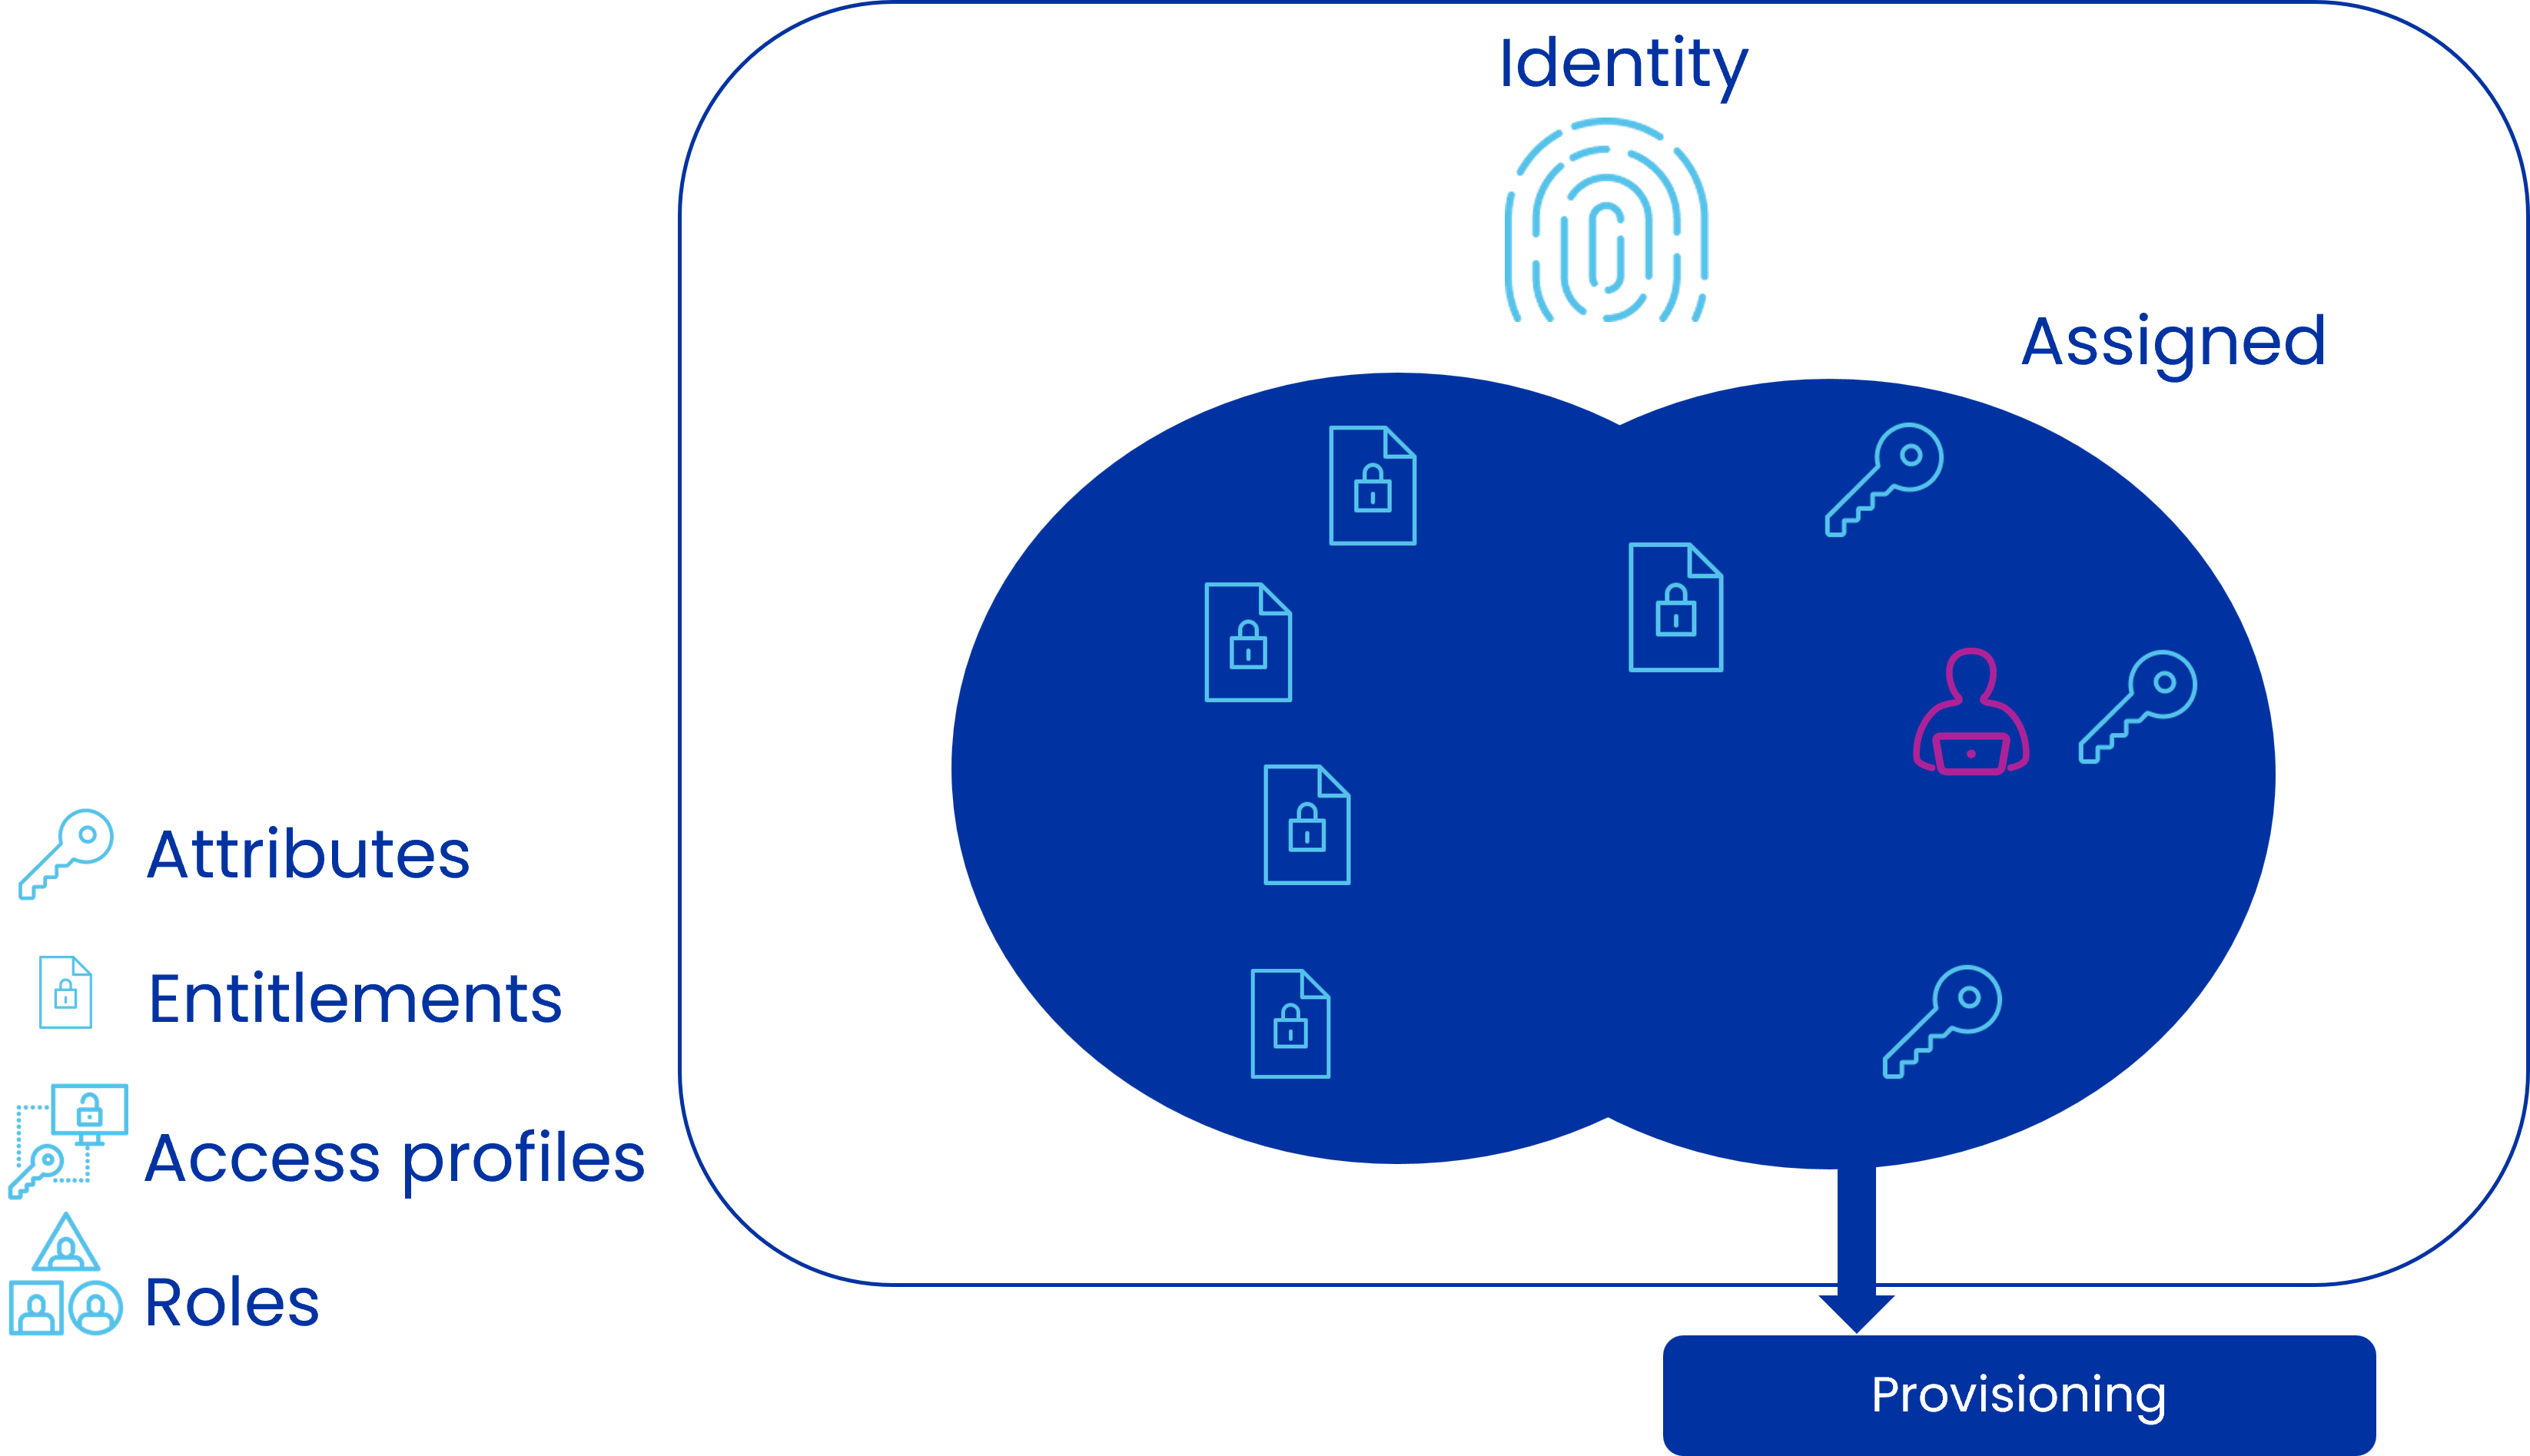 Identity
Assigned
Attributes
Entitlements
Access profiles
Roles
Provisioning